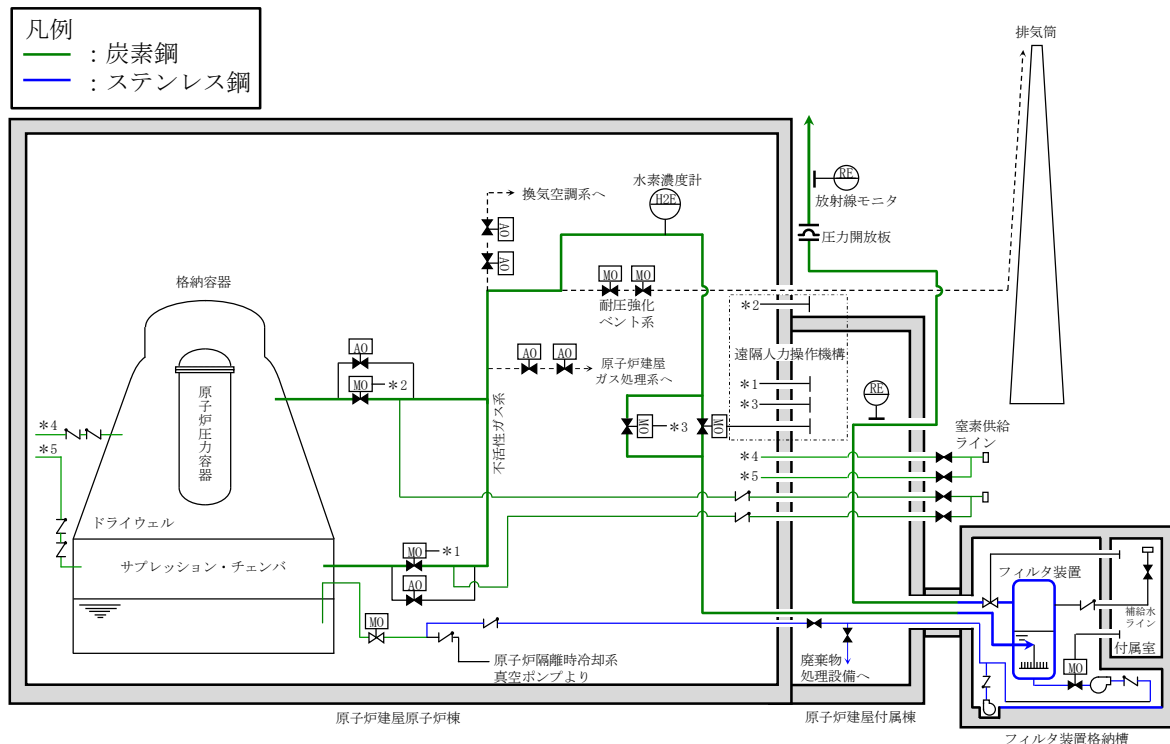 凡例
：炭素鋼
：ステンレス鋼
排気筒
水素濃度計
H2E
RE
放射線モニタ
換気空調系へ
AO
AO
圧力開放板
格納容器
MO
MO
耐圧強化
ベント系
＊2
遠隔人力操作機構
AO
AO
AO
原子炉建屋
ガス処理系へ
MO
＊2
＊1
RE
原子炉圧力容器
不活性ガス系
＊3
MO
＊3
MO
窒素供給
ライン
＊4
＊5
＊4
＊5
ドライウェル
MO
＊1
サプレッション・チェンバ
AO
フィルタ装置
補給水
ライン
MO
付属室
原子炉隔離時冷却系
真空ポンプより
廃棄物
処理設備へ
MO
原子炉建屋原子炉棟
原子炉建屋付属棟
フィルタ装置格納槽